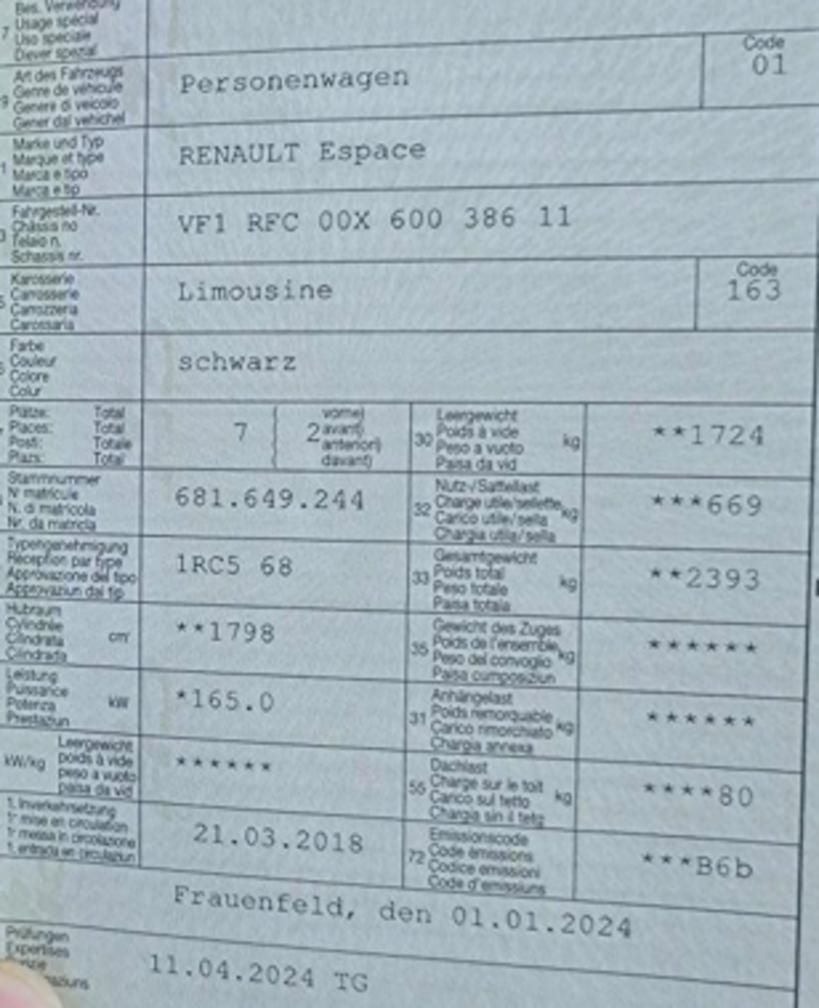 Bes. Verwendung
Usage spécial
Uso speciale
Diever spezial
Art des Fahrzeugs
Genre de véhicule
Genere di veicolo
Gener dal vehichel
Personenwagen
Code
01
Marke und Typ
Marque et type
Marca e tipo
Marca e tip
RENAULT Espace
Fahrgestell-Nr.
Châssis no
Telaio n.
Schassis nr.
VF1 RFC 00X 600 386 11
Karosserie
Carrosserie
Carrozzeria
Carossaria
Limousine
Code
163
Farbe
Couleur
Colore
Colur
schwarz
Plätze: Total
Places: Total
Posti: Totale
Plazs: Total
7
2
vorne)
avant)
anteriori)
davant)
30
Leergewicht
Poids à vide
Peso a vuoto
Paisa da vid
kg
**1724
Stammnummer
N matricule
N. di matricola
Nr. da matricla
681.649.244
32
Nutz-/Sattellast
Charge utile/sellette
Carico utile/sella
Chargia utila/sella
kg
***669
Typengenehmigung
Réception par type
Approvazione del tipo
Approvaziun dal tip
1RC5 68
33
Gesamtgewicht
Poids total
Peso totale
Paisa totala
kg
**2393
Hubraum
Cylindrée
Cilindrata
Cilindrada
cm³
**1798
35
Gewicht des Zuges
Poids de l'ensemble
Peso del convoglio
Paisa cumposiziun
kg
******
Leistung
Puissance
Potenza
Prestaziun
kW
*165.0
31
Anhängelast
Poids remorquable
Carico rimorchiato
Chargia annexa
kg
******
kW/kg
Leergewicht
poids à vide
peso a vuoto
paisa da vid
******
55
Dachlast
Charge sur le toit
Carico sul tetto
Chargia sin il tetg
kg
****80
1. Inverkehrsetzung
1re mise en circulation
1a messa in circolazione
1. entrada en circulaziun
21.03.2018
72
Emissionscode
Code émissions
Codice emissioni
Code d'emissiuns
***B6b
Frauenfeld, den 01.01.2024
Prüfungen
Expertises
11.04.2024 TG